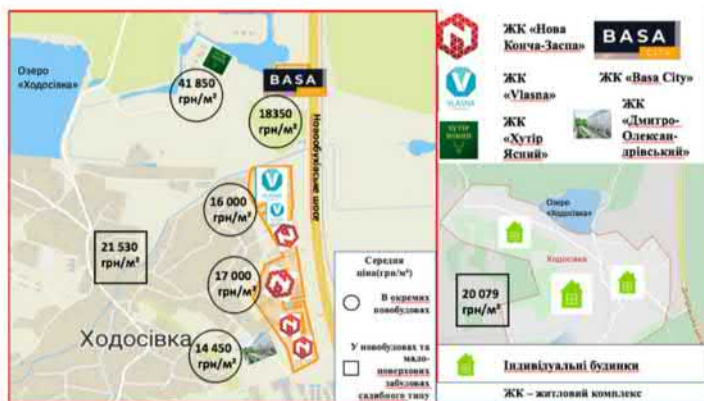 Озеро
«Ходосівка»
41 850
грн/м²
BASA
18350
грн/м²
Новообухівське шосе
V
16 000
грн/м²
V
N
21 530
грн/м²
17 000
грн/м²
N
N
Ходосівка
14 450
грн/м²
N
Середня
ціна(грн/м²)
В окремих
новобудовах
У новобудовах та
мало-
поверхових
забудовах
садибного типу
N
ЖК «Нова
Конча-Заспа»
BASA
CITY
V
VLASNA
ЖК
«Vlasna»
ЖК «Basa City»
ХУТІР
ЯСНИЙ
ЖК
«Хутір
Ясний»
ЖК
«Дмитро-
Олексан-
дрівський»
Озеро
«Ходосівка»
Ходосівка
20 079
грн/м²
Індивідуальні будинки
ЖК – житловий комплекс